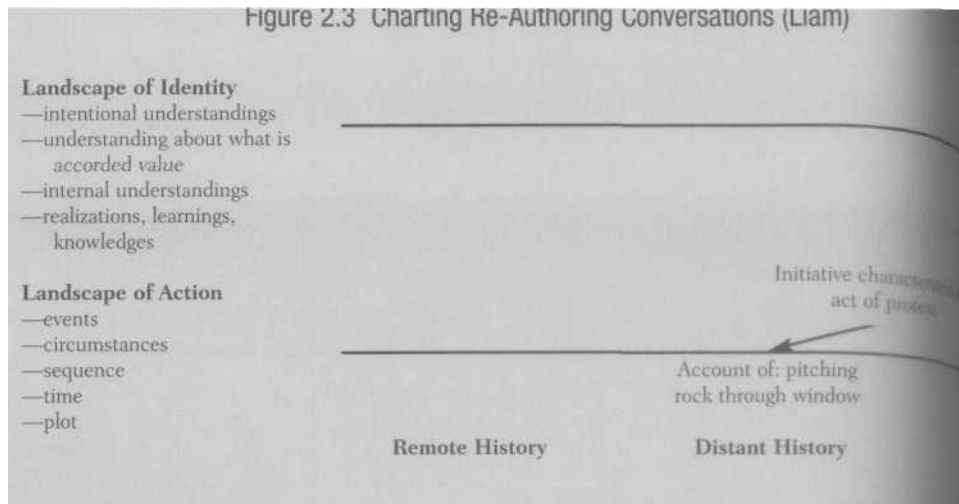 Figure 2.3 Charting Re-Authoring Conversations (Liam)
Landscape of Identity
—intentional understandings
—understanding about what is
accorded value
—internal understandings
—realizations, learnings,
knowledges
Initiative
act of
Landscape of Action
—events
—circumstances
—sequence
—time
—plot
Account of: pitching
rock through window
Remote History
Distant History